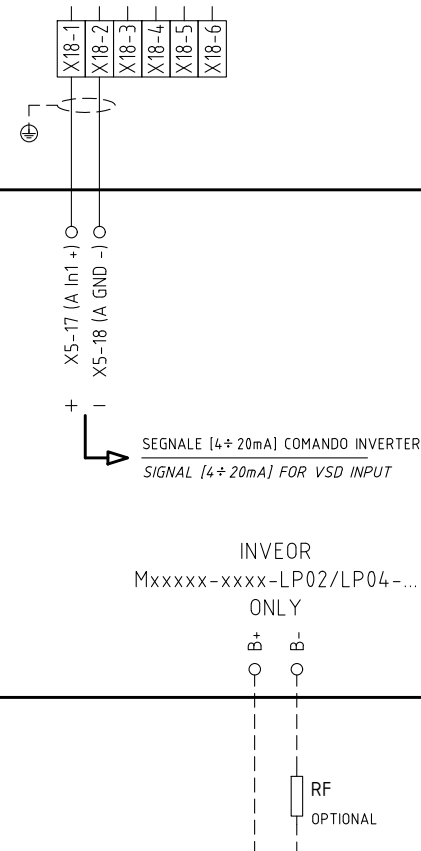 X18-1
X18-2
X18-3
X18-4
X18-5
X18-6
X5-17 (A In1 +)
X5-18 (A GND -)
+ -
SEGNALE [4÷20mA] COMANDO INVERTER
SIGNAL [4÷20mA] FOR VSD INPUT
INVEOR
Mxxxxx-xxxx-LP02/LP04-...
ONLY
B+
B-
RF
OPTIONAL